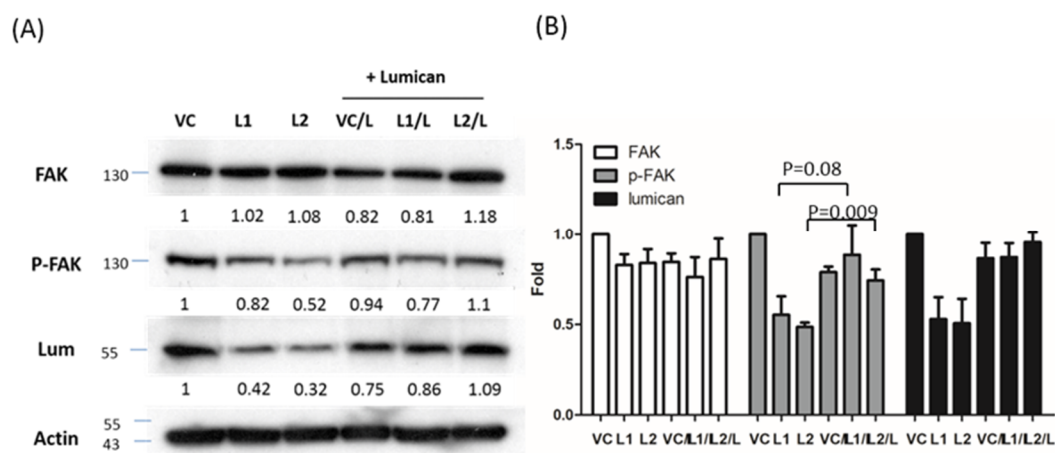 (A)
+ Lumican
VC L1 L2 VC/L L1/L L2/L
FAK 130
1 1.02 1.08 0.82 0.81 1.18
P-FAK 130
1 0.82 0.52 0.94 0.77 1.1
Lum 55
1 0.42 0.32 0.75 0.86 1.09
55
Actin 43
(B)
1.5
FAK
p-FAK
lumican
P=0.08
P=0.009
1.0
Fold
0.5
0.0
VC L1 L2 VC/L L1/L L2/L VC L1 L2 VC/L L1/L L2/L VC L1 L2 VC/L L1/L L2/L